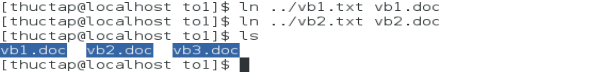 [thuctap@localhost to1]$ ln ../vb1.txt vb1.doc
[thuctap@localhost to1]$ ln ../vb2.txt vb2.doc
[thuctap@localhost to1]$ ls
vb1.doc  vb2.doc  vb3.doc
[thuctap@localhost to1]$